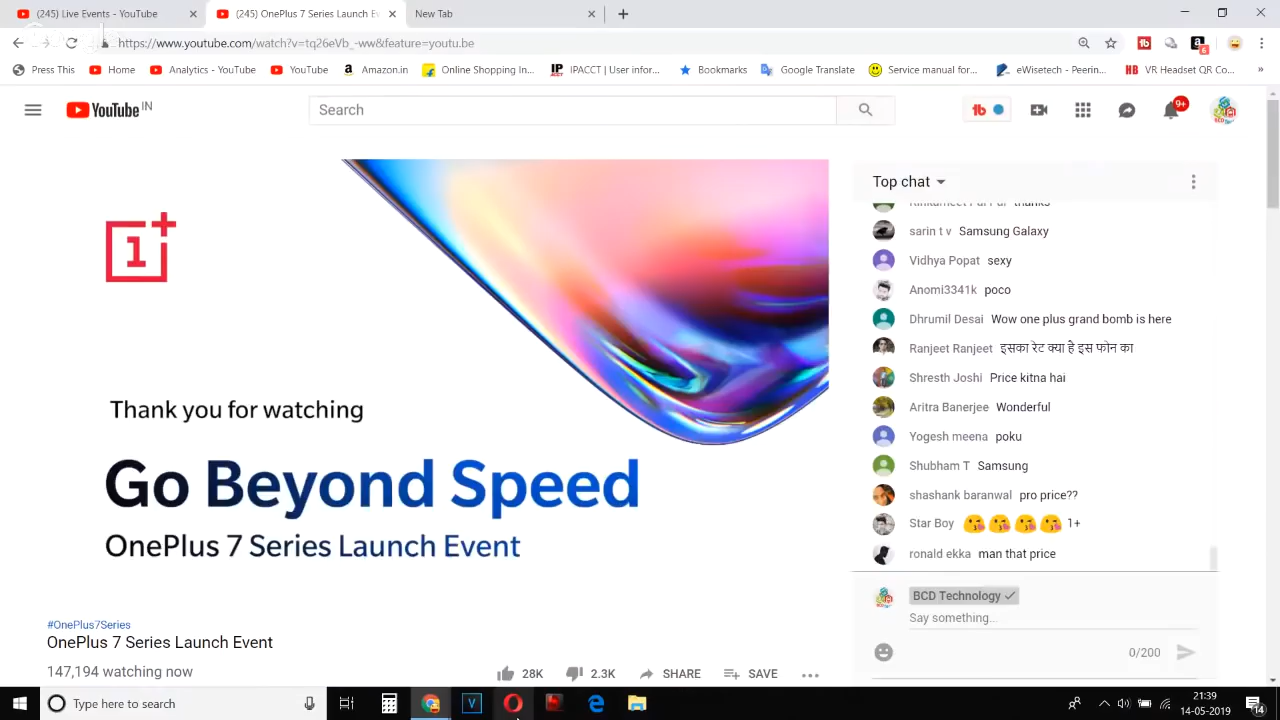 (245) Live Events - YouTube
(245) OnePlus 7 Series Launch E
New Tab
https://www.youtube.com/watch?v=tq26eVb_-ww&feature=youtu.be
Press This
Home
Analytics - YouTube
YouTube
Amazon.in
Online Shopping In...
IPACCT | User infor...
Bookmarks
Google Translate
Service manual for...
eWisetech - Peerin...
VR Headset QR Co...
»
YouTube IN
Search
9+
Thank you for watching
Go Beyond Speed
OnePlus 7 Series Launch Event
#OnePlus7Series
OnePlus 7 Series Launch Event
147,194 watching now
28K
2.3K
SHARE
SAVE
Top chat
thanks
sarin t v Samsung Galaxy
Vidhya Popat sexy
Anomi3341k poco
Dhrumil Desai Wow one plus grand bomb is here
Ranjeet Ranjeet इसका रेट क्या है इस फोन का
Shresth Joshi Price kitna hai
Aritra Banerjee Wonderful
Yogesh meena poku
Shubham T Samsung
shashank baranwal pro price??
Star Boy 😘😘😘😘 1+
ronald ekka man that price
BCD Technology
Say something...
0/200
Type here to search
21:39
14-05-2019
14